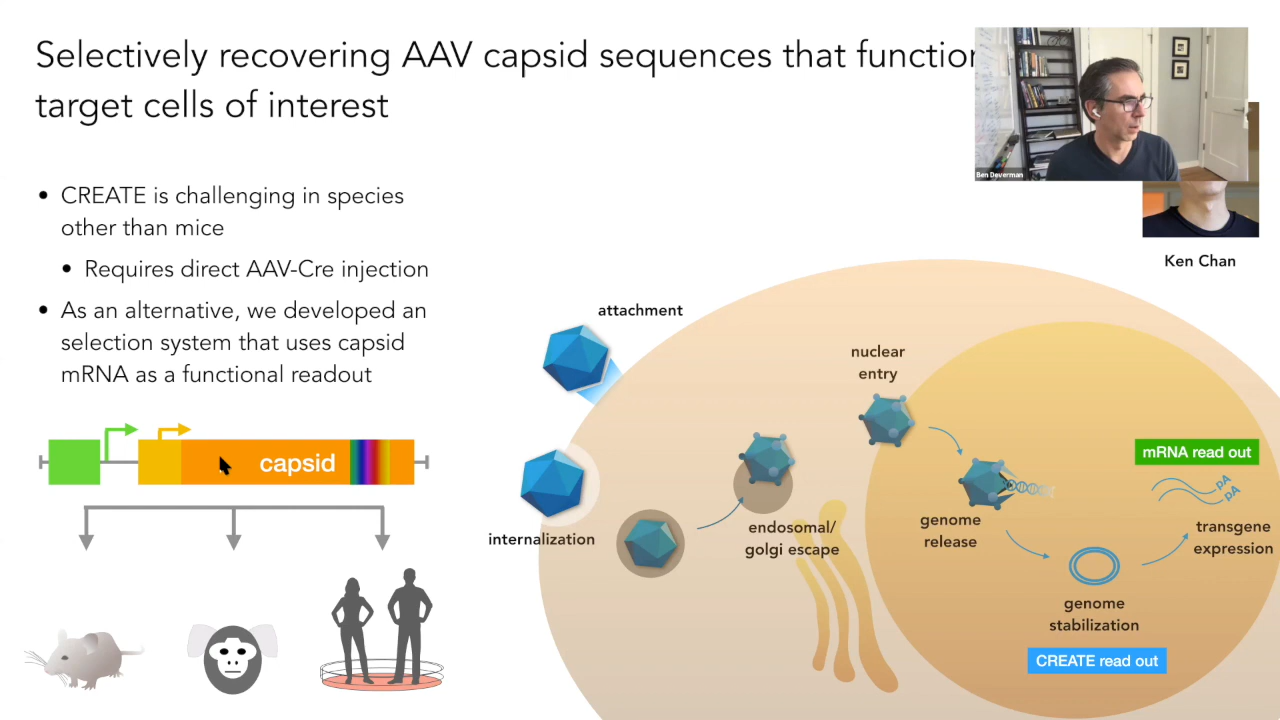 Selectively recovering AAV capsid sequences that function
target cells of interest
Ben Deverman
Ken Chan
• CREATE is challenging in species
other than mice
• Requires direct AAV-Cre injection
• As an alternative, we developed an
selection system that uses capsid
mRNA as a functional readout
capsid
attachment
internalization
endosomal/
golgi escape
nuclear
entry
genome
release
genome
stabilization
CREATE read out
mRNA read out
pA
pA
transgene
expression